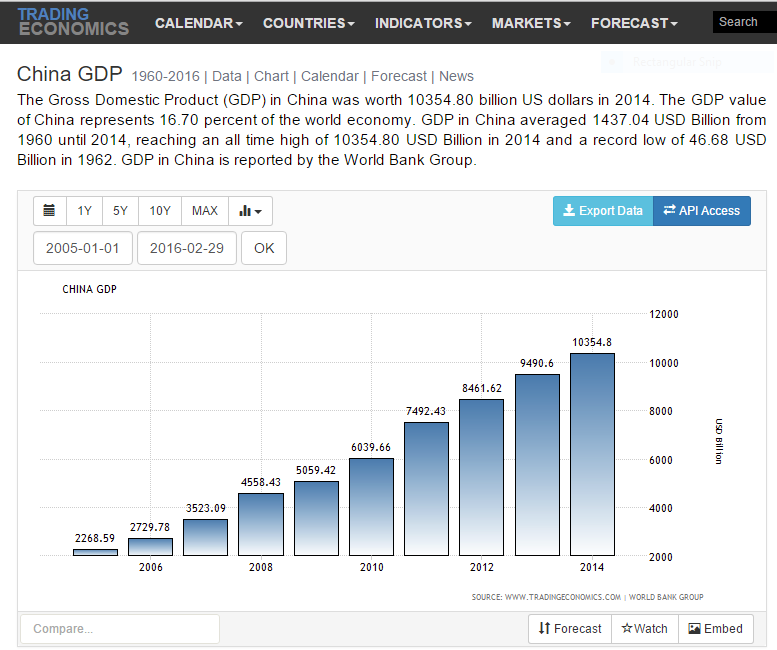 TRADING
ECONOMICS
CALENDAR COUNTRIES INDICATORS MARKETS FORECAST Search
China GDP 1960-2016 | Data | Chart | Calendar | Forecast | News
The Gross Domestic Product (GDP) in China was worth 10354.80 billion US dollars in 2014. The GDP value
of China represents 16.70 percent of the world economy. GDP in China averaged 1437.04 USD Billion from
1960 until 2014, reaching an all time high of 10354.80 USD Billion in 2014 and a record low of 46.68 USD
Billion in 1962. GDP in China is reported by the World Bank Group.
1Y 5Y 10Y MAX Export Data API Access
2005-01-01 2016-02-29 OK
CHINA GDP
12000
10354.8
10000
9490.6
8461.62
8000
7492.43
USD Billion
6039.66
6000
5059.42
4558.43
4000
3523.09
2729.78
2268.59
2000
2006 2008 2010 2012 2014
SOURCE: WWW.TRADINGECONOMICS.COM | WORLD BANK GROUP
Compare... Forecast Watch Embed